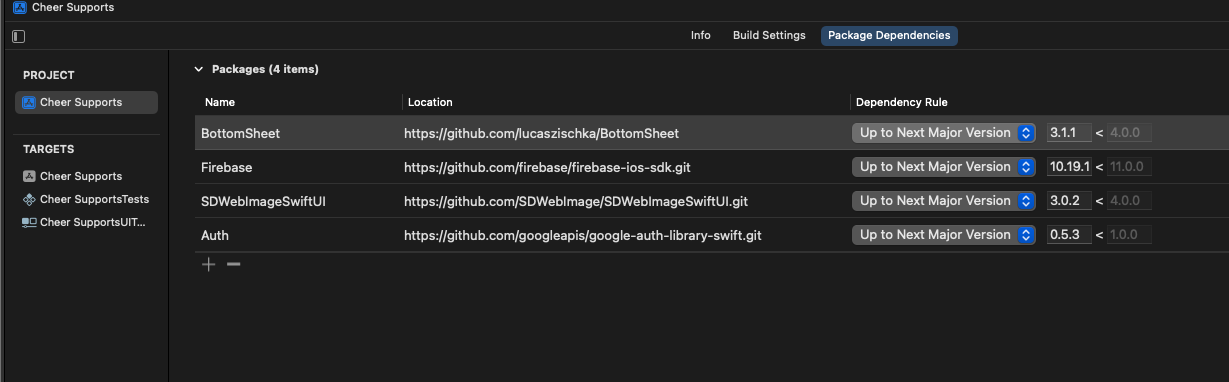 Cheer Supports
Info Build Settings Package Dependencies
PROJECT
Cheer Supports
TARGETS
Cheer Supports
Cheer SupportsTests
Cheer SupportsUIT...
Packages (4 items)
Name Location Dependency Rule
BottomSheet https://github.com/lucaszischka/BottomSheet Up to Next Major Version 3.1.1 < 4.0.0
Firebase https://github.com/firebase/firebase-ios-sdk.git Up to Next Major Version 10.19.1 < 11.0.0
SDWebImageSwiftUI https://github.com/SDWebImage/SDWebImageSwiftUI.git Up to Next Major Version 3.0.2 < 4.0.0
Auth https://github.com/googleapis/google-auth-library-swift.git Up to Next Major Version 0.5.3 < 1.0.0